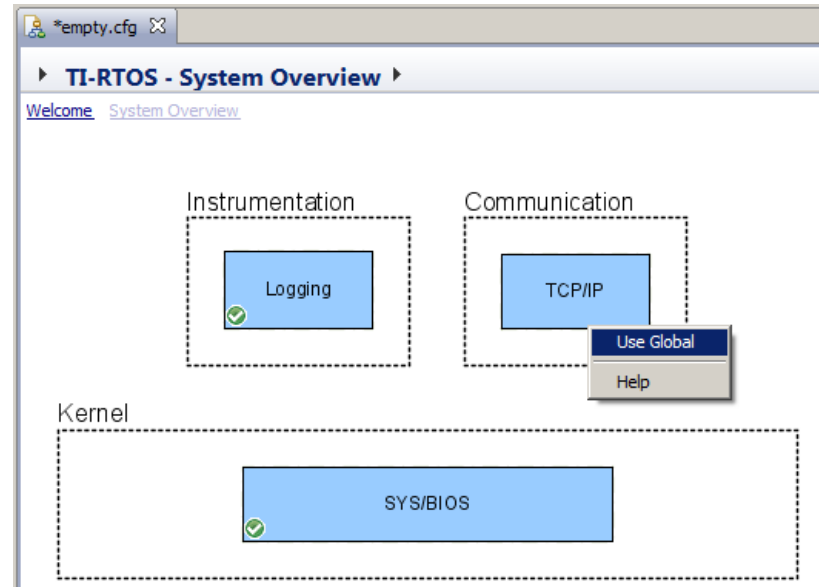 *empty.cfg
TI-RTOS - System Overview
Welcome System Overview
Instrumentation Communication
Logging TCP/IP
Use Global
Help
Kernel
SYS/BIOS